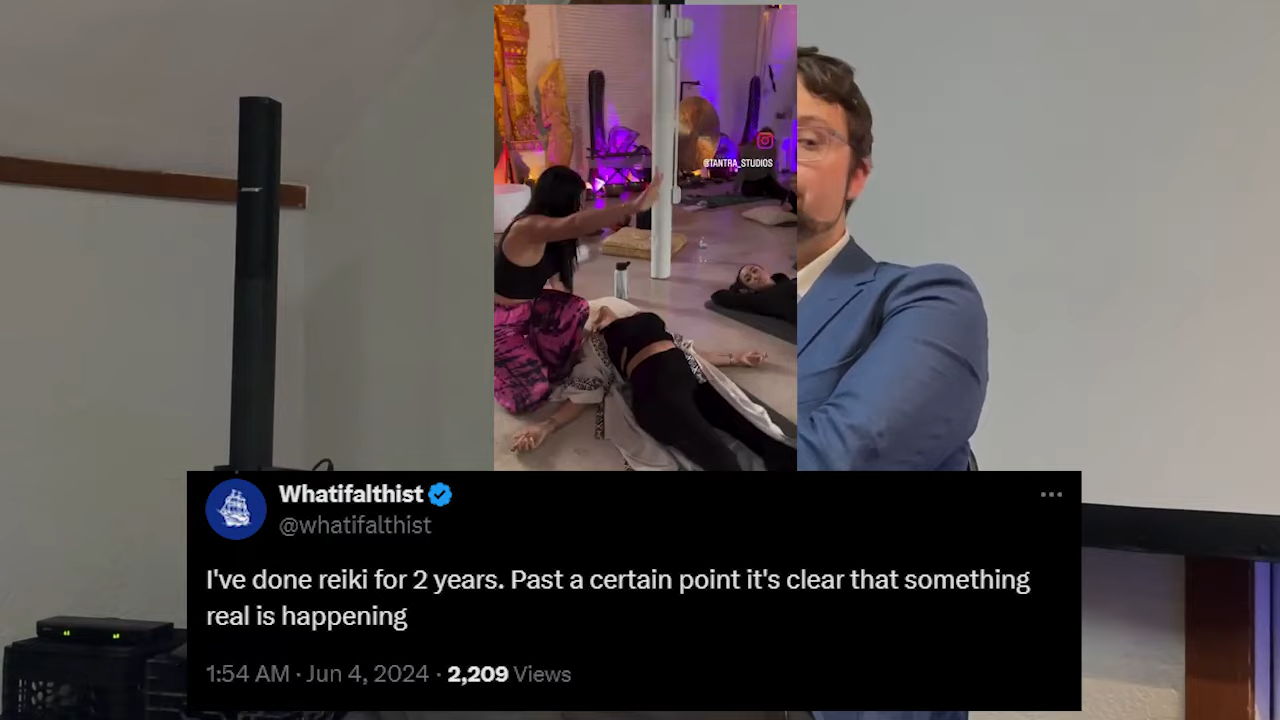 @TANTRA_STUDIOS
Whatifalthist
@whatifalthist
I've done reiki for 2 years. Past a certain point it's clear that something
real is happening
1:54 AM · Jun 4, 2024 · 2,209 Views